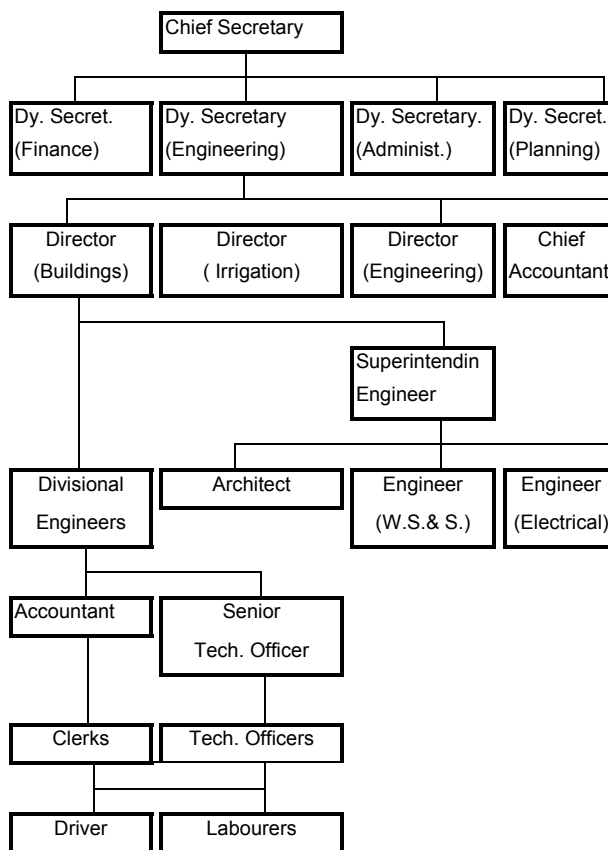 Chief Secretary
Dy. Secret.
(Finance)
Dy. Secretary
(Engineering)
Dy. Secretary.
(Administ.)
Dy. Secret.
(Planning)
Director
(Buildings)
Director
( Irrigation)
Director
(Engineering)
Chief
Accountant
Superintendin
Engineer
Divisional
Engineers
Architect
Engineer
(W.S.& S.)
Engineer
(Electrical)
Accountant
Senior
Tech. Officer
Clerks
Tech. Officers
Driver
Labourers